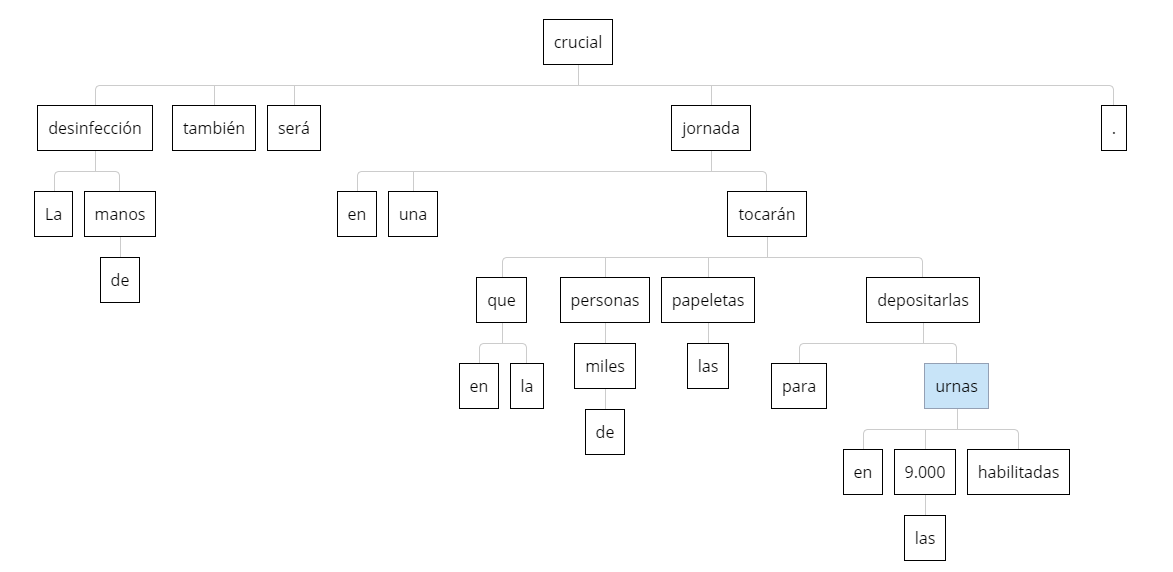 crucial
desinfección también será jornada .
La manos en una tocarán
de
que personas papeletas depositarlas
en la miles las para urnas
de
en 9.000 habilitadas
las